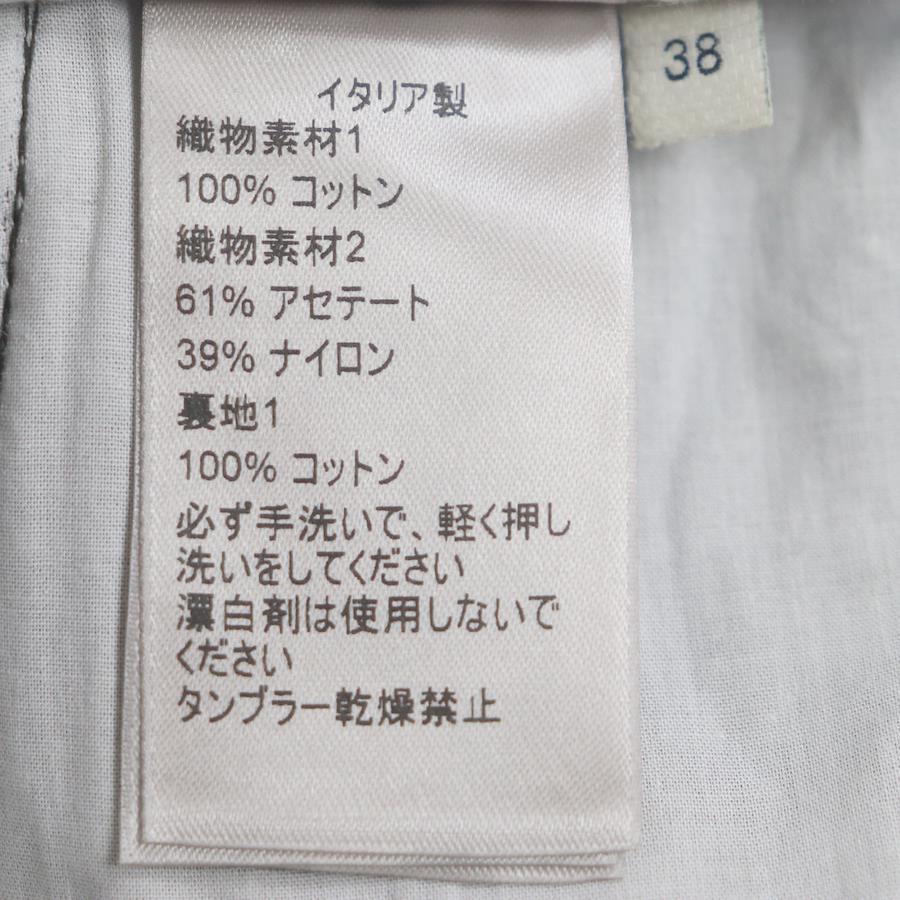 イタリア製
織物素材1
100% コットン
織物素材2
61% アセテート
39% ナイロン
裏地1
100% コットン
必ず手洗いで、軽く押し
洗いをしてください
漂白剤は使用しないで
ください
タンブラー乾燥禁止
38